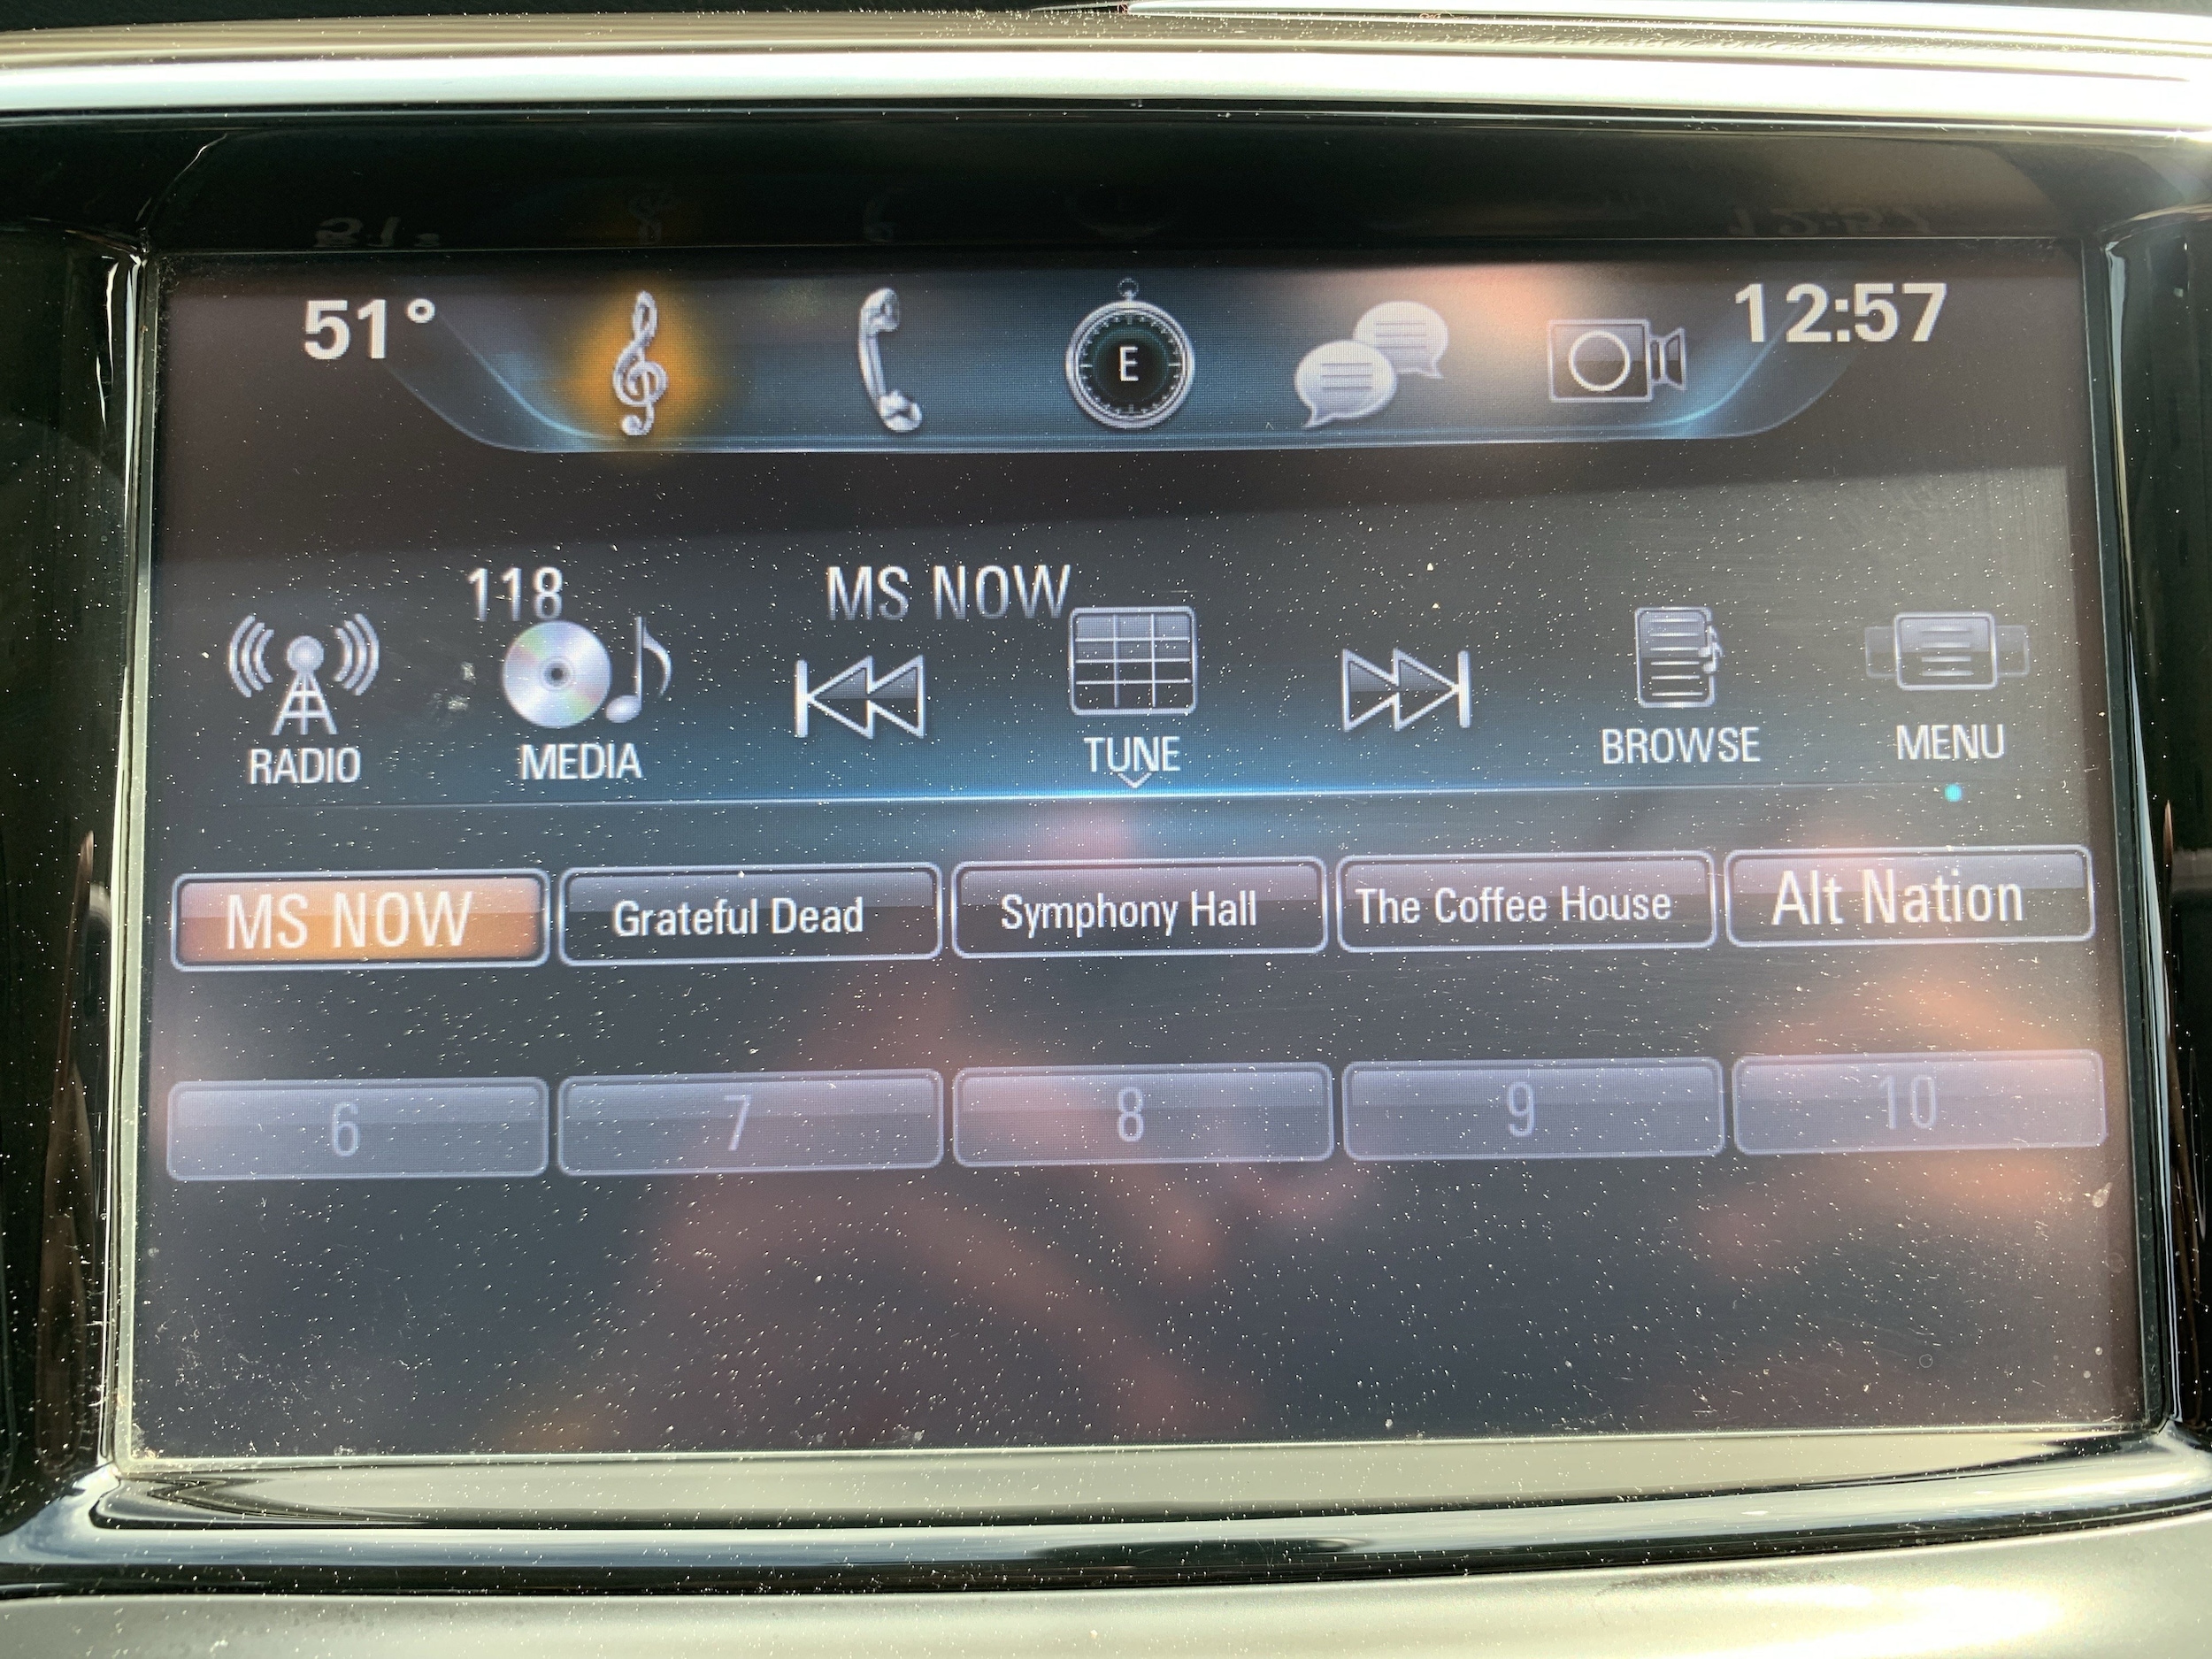 51° E 12:57
118 MS NOW
RADIO MEDIA TUNE BROWSE MENU
MS NOW Grateful Dead Symphony Hall The Coffee House Alt Nation
6 7 8 9 10